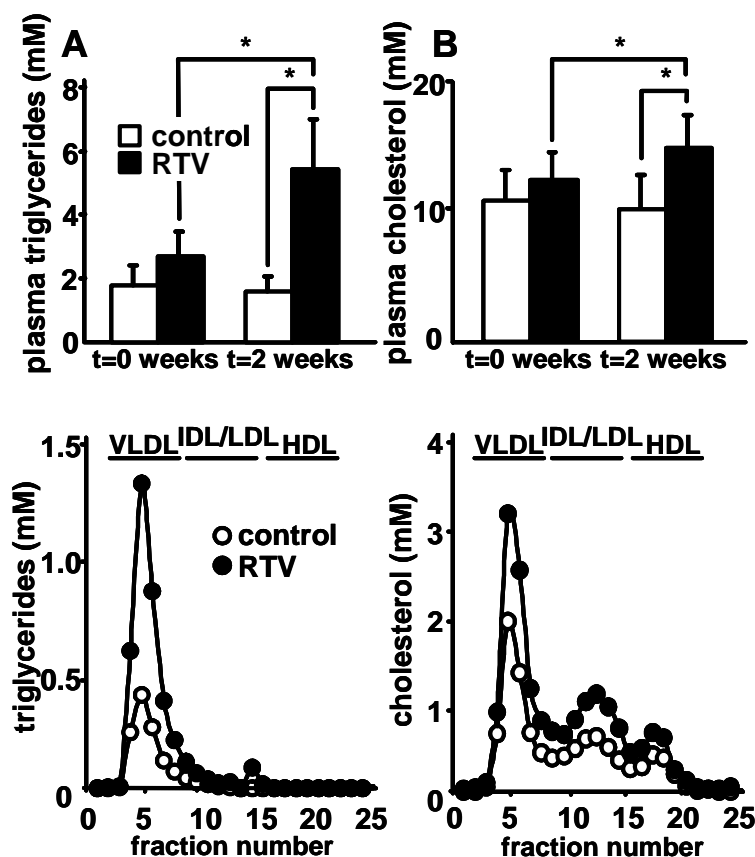 A
plasma triglycerides (mM)
8
6
4
2
0
*
*
control
RTV
t=0 weeks t=2 weeks
B
plasma cholesterol (mM)
20
10
0
*
*
t=0 weeks t=2 weeks
triglycerides (mM)
1.5
1.0
0.5
0
VLDL IDL/LDL HDL
control
RTV
0 5 10 15 20 25
fraction number
cholesterol (mM)
4
3
2
1
0
VLDL IDL/LDL HDL
0 5 10 15 20 25
fraction number